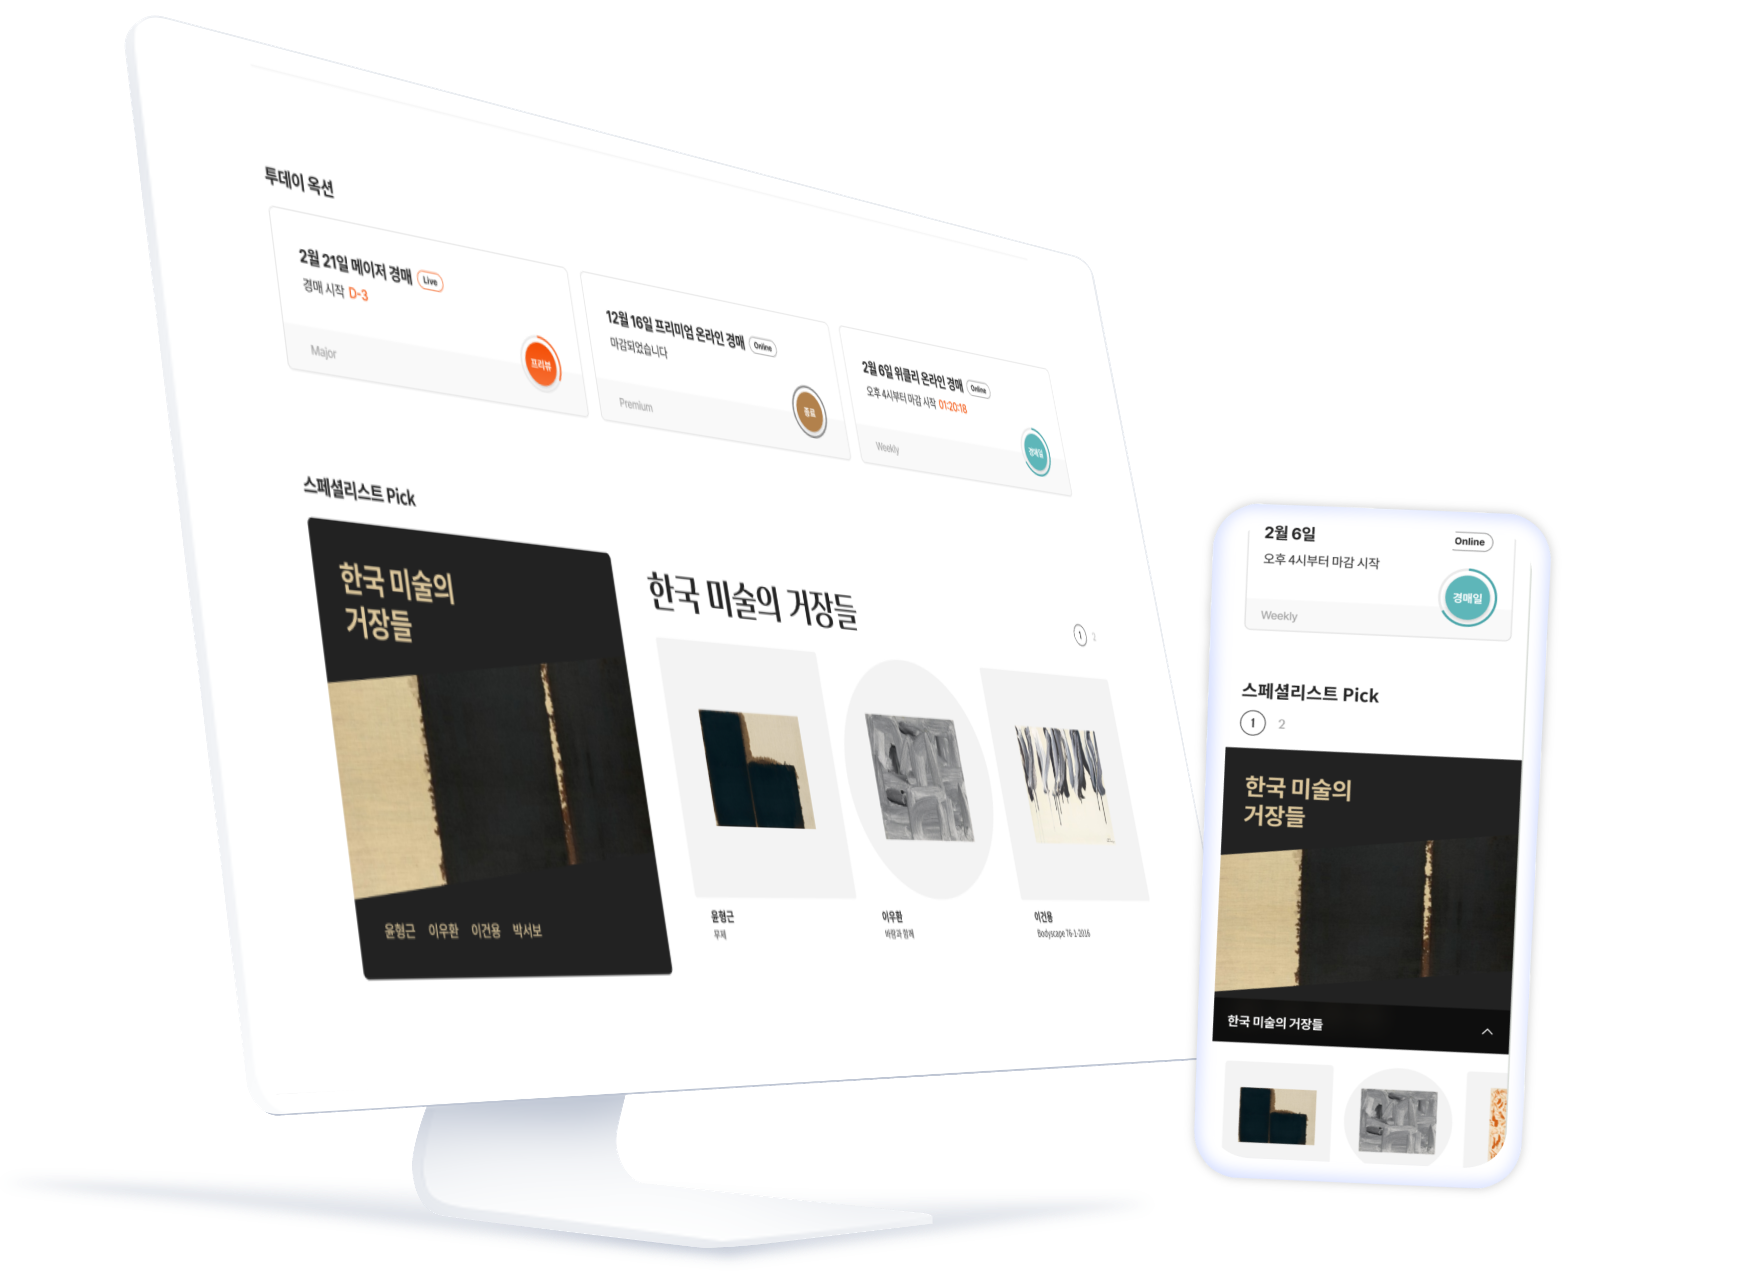 투데이 옥션
2월 21일 메이저 경매 Live
경매 시작 D-3
Major
프리뷰
12월 16일 프리미엄 온라인 경매 Online
마감되었습니다
Premium
종료
2월 6일 위클리 온라인 경매 Online
오후 4시부터 마감 시작 01:20:18
Weekly
경매일
스페셜리스트 Pick
한국 미술의
거장들
윤형근 이우환 이건용 박서보
한국 미술의 거장들
1 2
윤형근
무제
이우환
바람과 함께
이건용
Bodyscape 76-1-2016
2월 6일
Online
오후 4시부터 마감 시작
경매일
Weekly
스페셜리스트 Pick
1 2
한국 미술의
거장들
한국 미술의 거장들